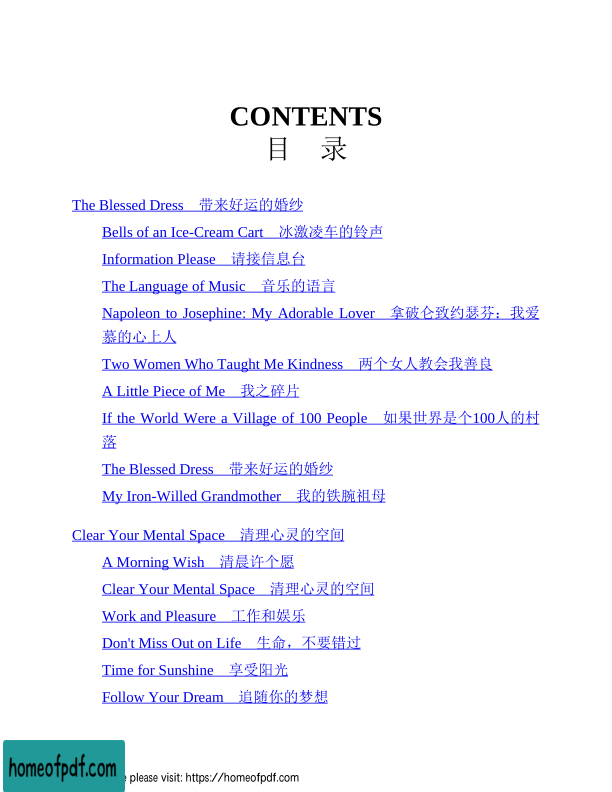 CONTENTS
目 录
The Blessed Dress 带来好运的婚纱
Bells of an Ice-Cream Cart 冰激凌车的铃声
Information Please 请接信息台
The Language of Music 音乐的语言
Napoleon to Josephine: My Adorable Lover 拿破仑致约瑟芬：我爱
慕的心上人
Two Women Who Taught Me Kindness 两个女人教会我善良
A Little Piece of Me 我之碎片
If the World Were a Village of 100 People 如果世界是个100人的村
落
The Blessed Dress 带来好运的婚纱
My Iron-Willed Grandmother 我的铁腕祖母
Clear Your Mental Space 清理心灵的空间
A Morning Wish 清晨许个愿
Clear Your Mental Space 清理心灵的空间
Work and Pleasure 工作和娱乐
Don't Miss Out on Life 生命，不要错过
Time for Sunshine 享受阳光
Follow Your Dream 追随你的梦想
homeofpdf.com
please visit: https://homeofpdf.com